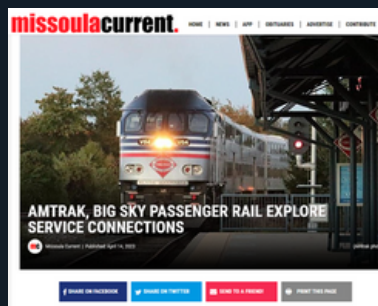 missoulacurrent.
HOME | NEWS | APP | OBITUARIES | ADVERTISE | CONTRIBUTE
AMTRAK, BIG SKY PASSENGER RAIL EXPLORE
SERVICE CONNECTIONS
Missoula Current | Published April 14, 2023
SHARE ON FACEBOOK
SHARE ON TWITTER
SEND TO A FRIEND!
PRINT THIS PAGE